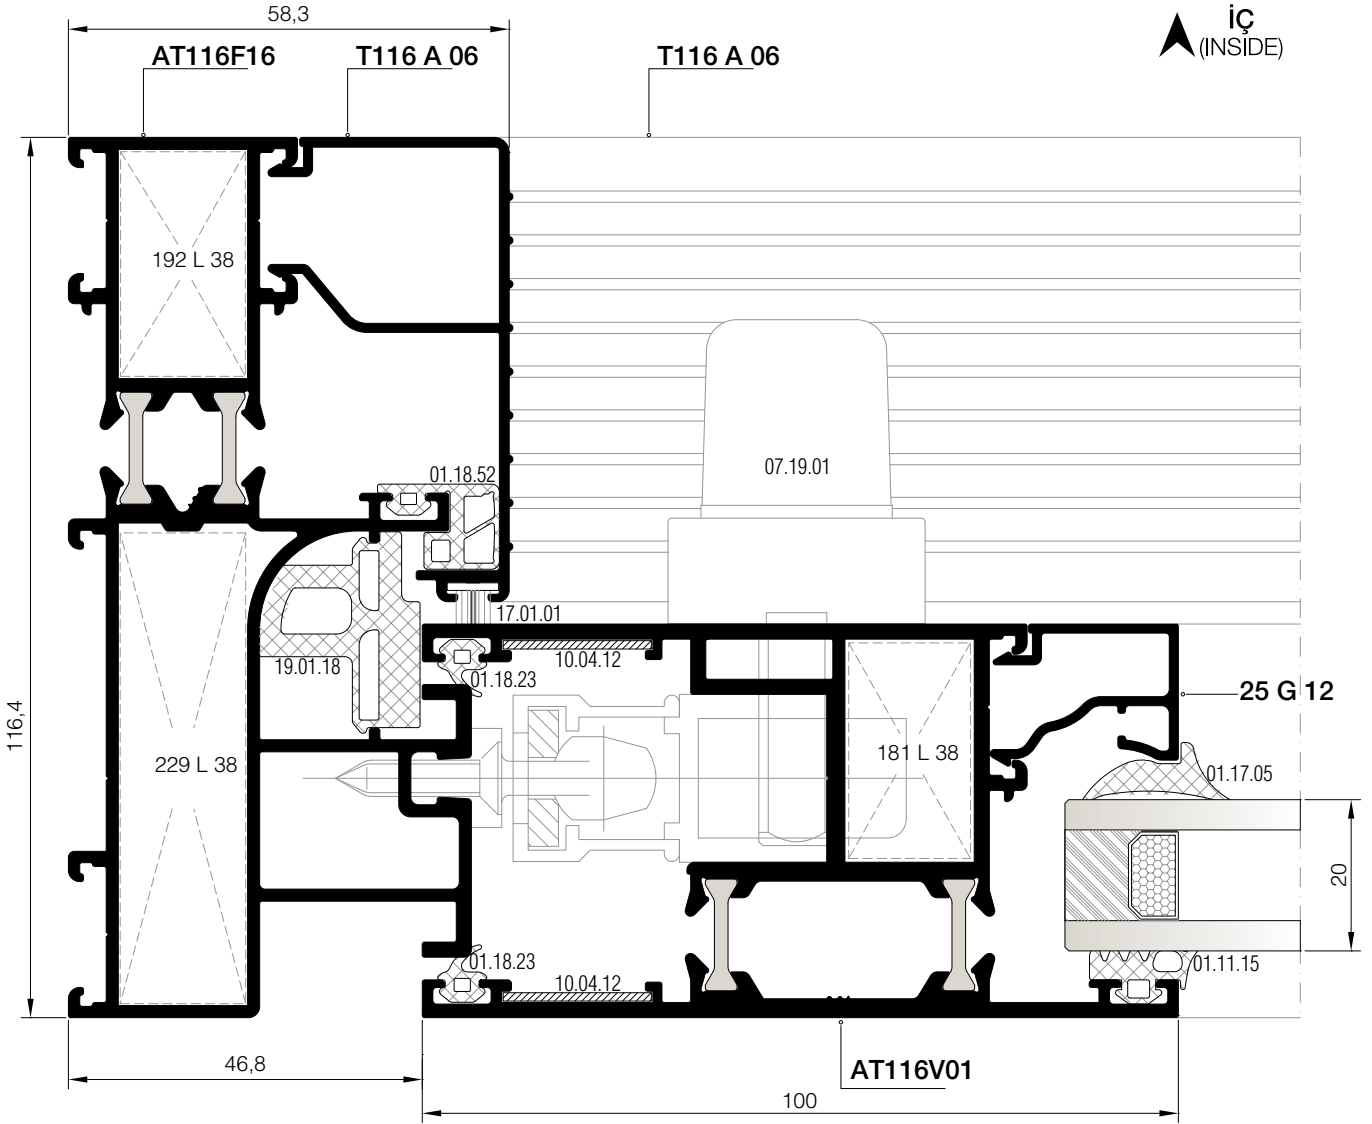 58,3
İÇ
(INSIDE)
AT116F16
T116 A 06
T116 A 06
192 L 38
01.18.52
07.19.01
17.01.01
19.01.18
10.04.12
01.18.23
25 G 12
116,4
229 L 38
181 L 38
01.17.05
20
01.18.23
10.04.12
01.11.15
46,8
AT116V01
100